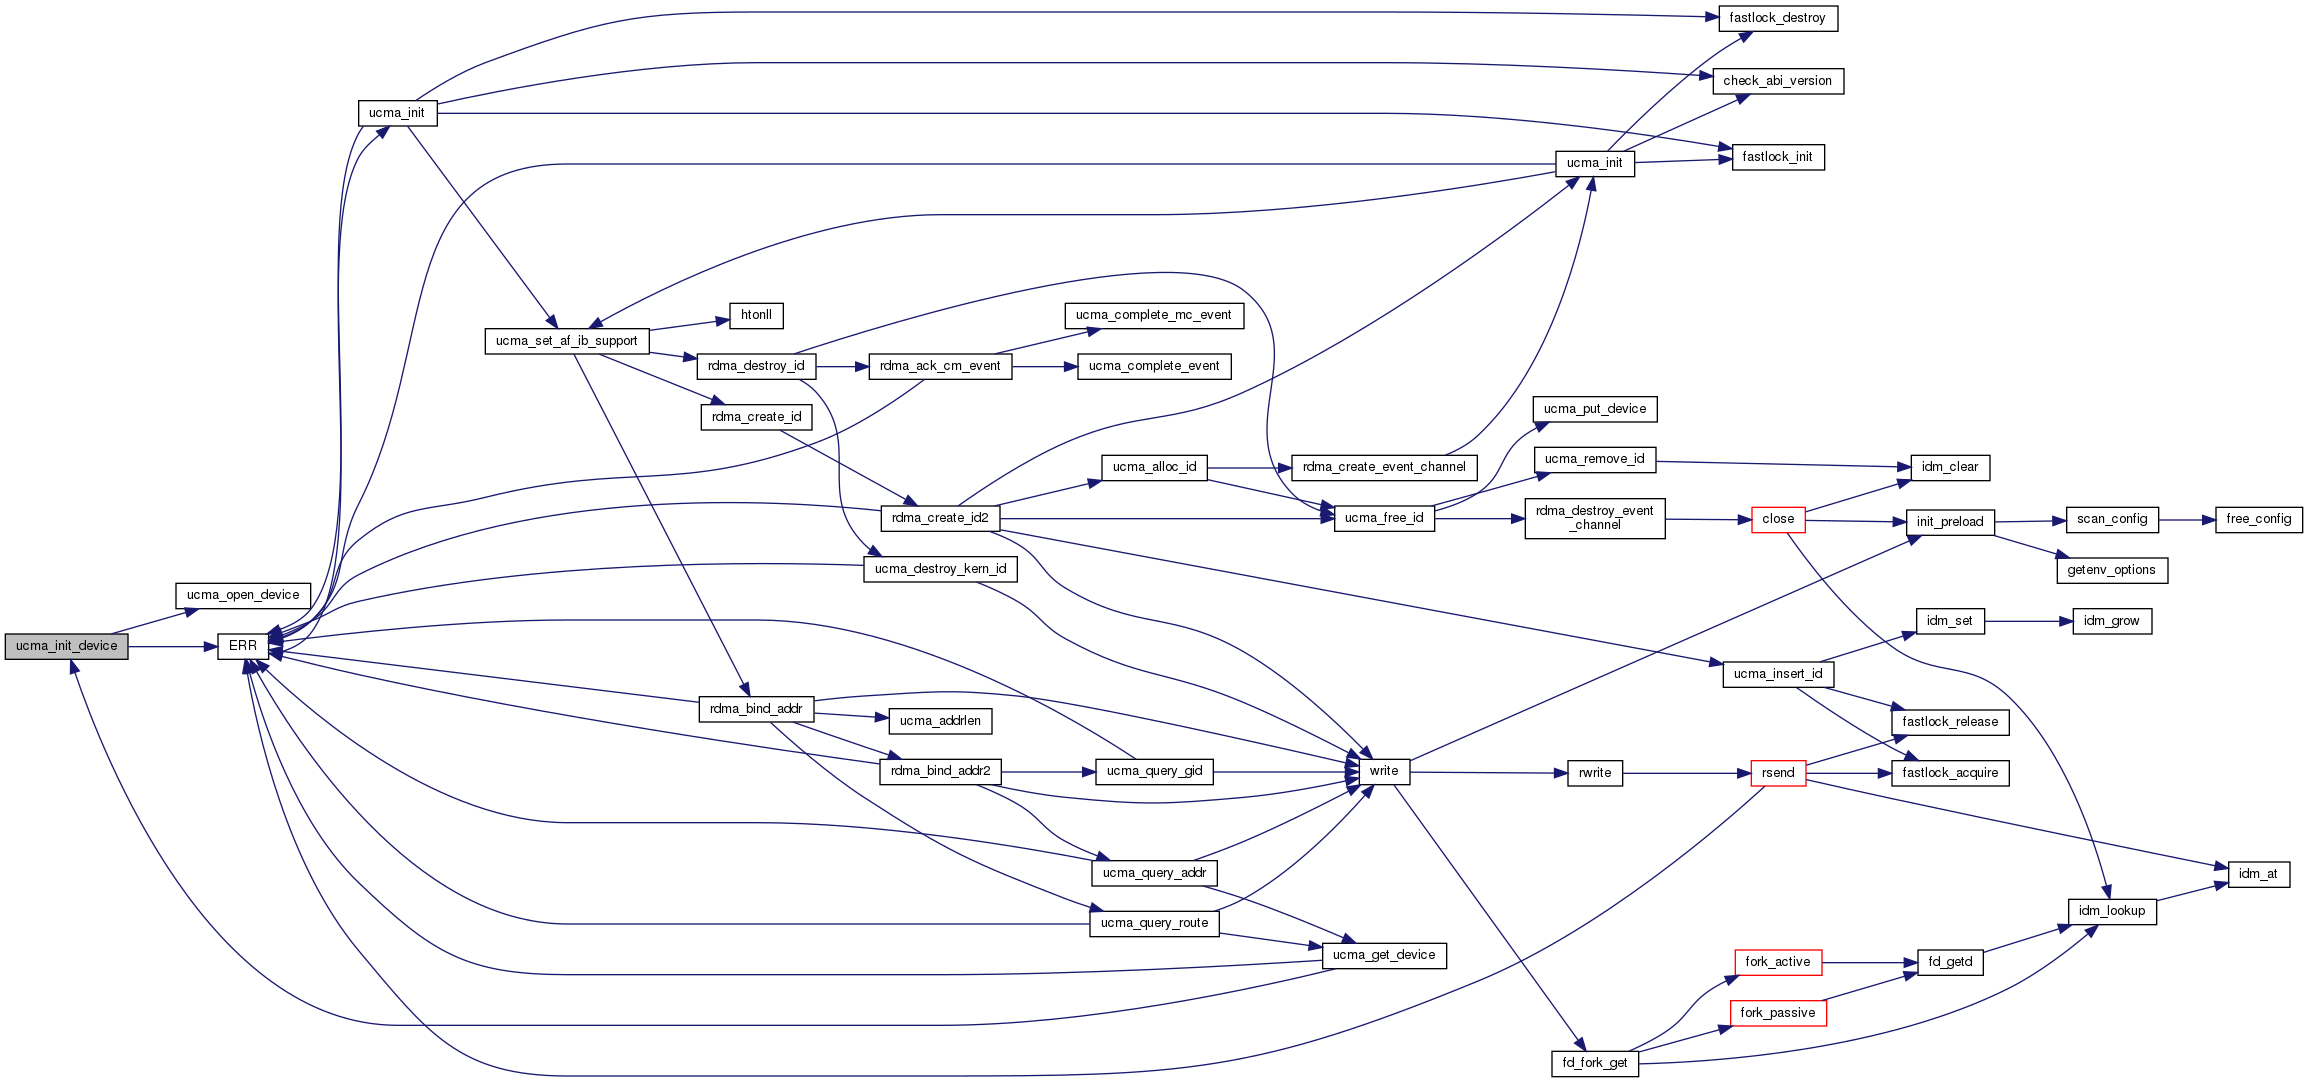 fastlock_destroy
check_abi_version
ucma_init
fastlock_init
ucma_init
htonll
ucma_complete_mc_event
ucma_set_af_ib_support
rdma_destroy_id
rdma_ack_cm_event
ucma_complete_event
rdma_create_id
ucma_put_device
ucma_alloc_id
rdma_create_event_channel
ucma_remove_id
idm_clear
rdma_create_id2
ucma_free_id
rdma_destroy_event
_channel
close
init_preload
scan_config
free_config
ucma_destroy_kern_id
getenv_options
ucma_open_device
idm_set
idm_grow
ucma_init_device
ERR
ucma_insert_id
rdma_bind_addr
ucma_addrlen
fastlock_release
rdma_bind_addr2
ucma_query_gid
write
rwrite
rsend
fastlock_acquire
ucma_query_addr
idm_at
ucma_query_route
idm_lookup
ucma_get_device
fork_active
fd_getd
fork_passive
fd_fork_get